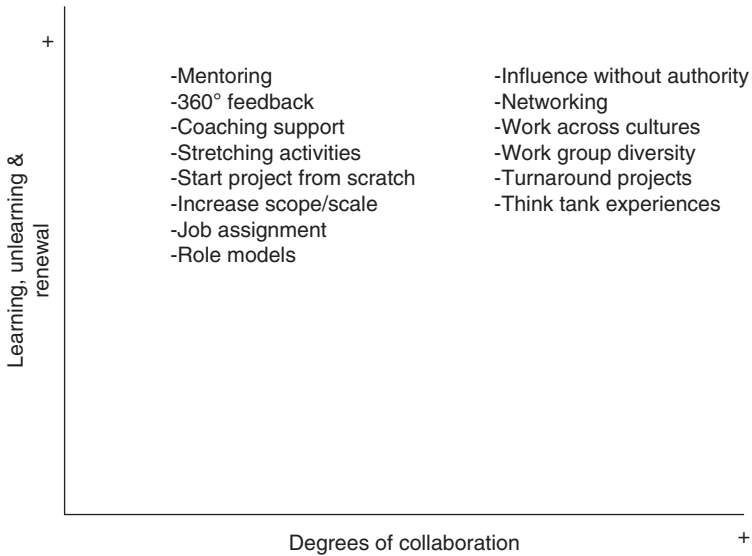 +
Learning, unlearning &
renewal
-Mentoring
-360° feedback
-Coaching support
-Stretching activities
-Start project from scratch
-Increase scope/scale
-Job assignment
-Role models
-Influence without authority
-Networking
-Work across cultures
-Work group diversity
-Turnaround projects
-Think tank experiences
Degrees of collaboration
+